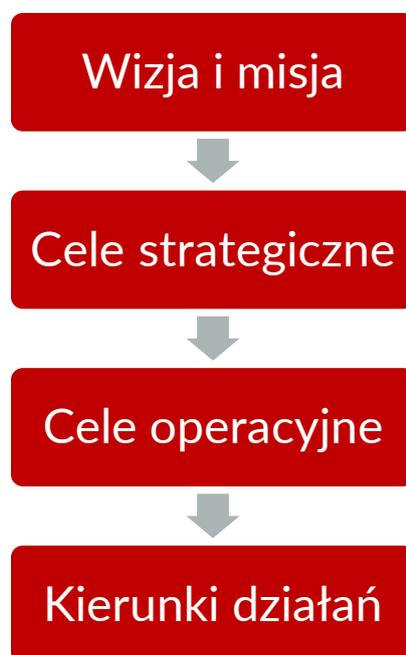 Wizja i misja
Cele strategiczne
Cele operacyjne
Kierunki działań